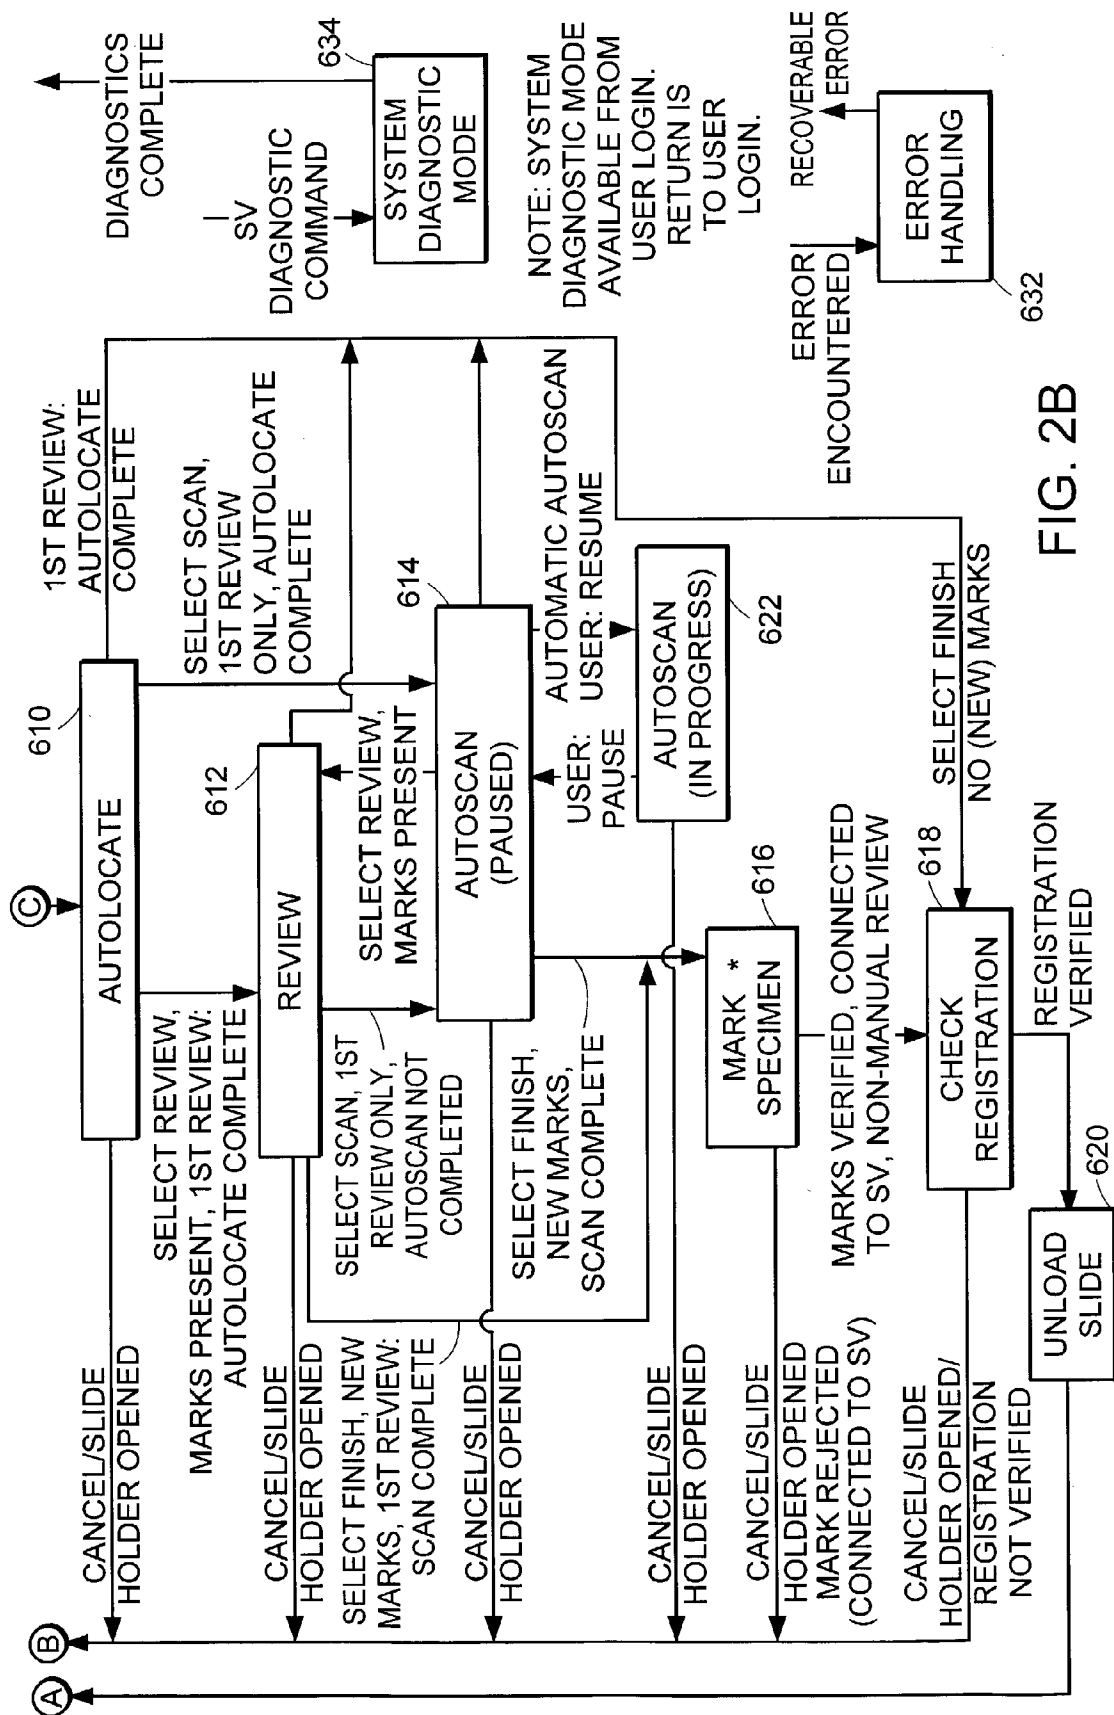 C
AUTOLOCATE
610
1ST REVIEW:
AUTOLOCATE
COMPLETE
CANCEL/SLIDE
HOLDER OPENED
SELECT REVIEW,
MARKS PRESENT, 1ST REVIEW:
AUTOLOCATE COMPLETE
SELECT SCAN,
1ST REVIEW
ONLY, AUTOLOCATE
COMPLETE
REVIEW
612
CANCEL/SLIDE
HOLDER OPENED
SELECT SCAN, 1ST
REVIEW ONLY,
AUTOSCAN NOT
COMPLETED
SELECT REVIEW,
MARKS PRESENT
SELECT FINISH, NEW
MARKS, 1ST REVIEW:
SCAN COMPLETE
AUTOSCAN
(PAUSED)
614
CANCEL/SLIDE
HOLDER OPENED
SELECT FINISH,
NEW MARKS,
SCAN COMPLETE
USER:
PAUSE
AUTOMATIC AUTOSCAN
USER: RESUME
AUTOSCAN
(IN PROGRESS)
622
CANCEL/SLIDE
HOLDER OPENED
MARK *
SPECIMEN
616
CANCEL/SLIDE
HOLDER OPENED
MARK REJECTED
(CONNECTED TO SV)
MARKS VERIFIED, CONNECTED
TO SV, NON-MANUAL REVIEW
SELECT FINISH
NO (NEW) MARKS
CHECK
REGISTRATION
618
CANCEL/SLIDE
HOLDER OPENED/
REGISTRATION
NOT VERIFIED
REGISTRATION
VERIFIED
UNLOAD
SLIDE
620
A
B
DIAGNOSTICS
COMPLETE
SV
DIAGNOSTIC
COMMAND
SYSTEM
DIAGNOSTIC
MODE
634
NOTE: SYSTEM
DIAGNOSTIC MODE
AVAILABLE FROM
USER LOGIN.
RETURN IS
TO USER
LOGIN.
ERROR
ENCOUNTERED
RECOVERABLE
ERROR
ERROR
HANDLING
632
FIG. 2B